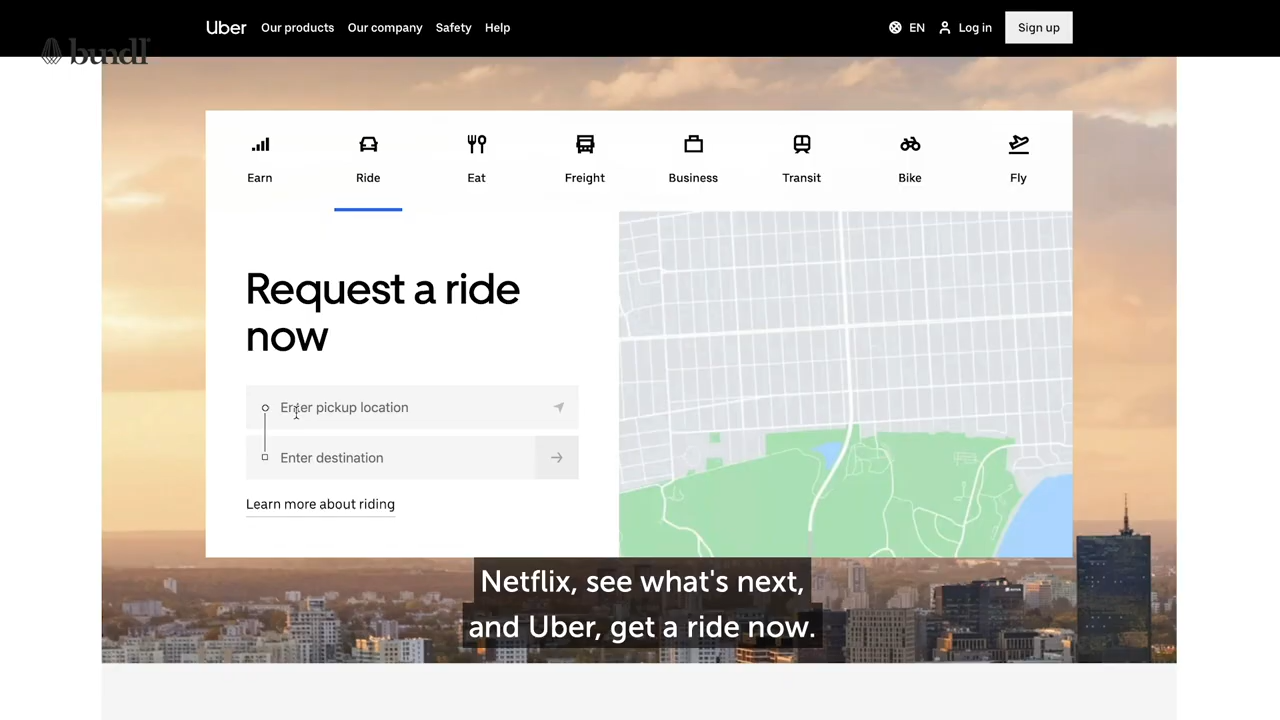 Uber Our products Our company Safety Help EN Log in Sign up
bundl
Earn Ride Eat Freight Business Transit Bike Fly
Request a ride
now
Enter pickup location
Enter destination
Learn more about riding
Netflix, see what's next,
and Uber, get a ride now.